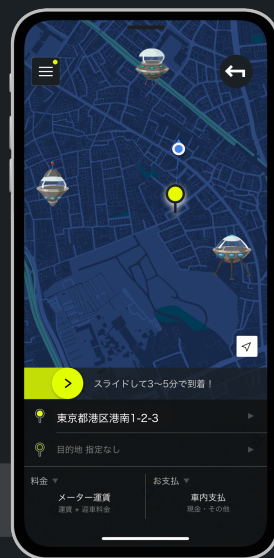 スライドして3〜5分で到着！
東京都港区港南1-2-3
目的地 指定なし
料金
お支払
メーター運賃
車内支払
運賃 + 迎車料金
現金・その他